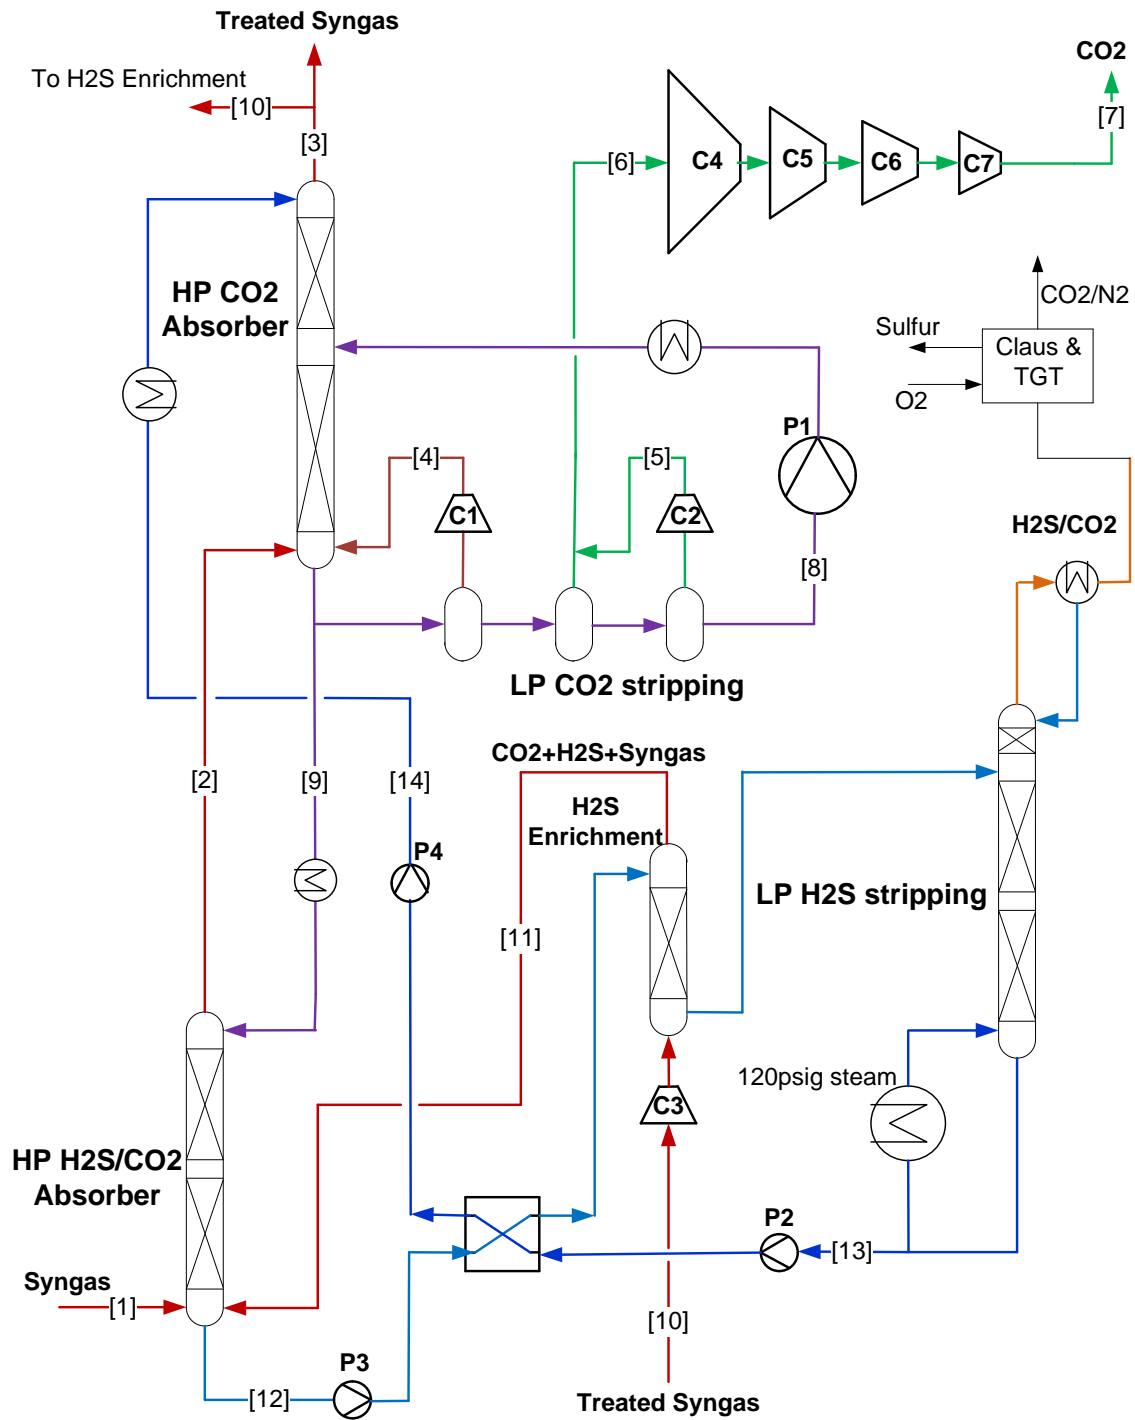 Treated Syngas
To H2S Enrichment
[10]
[3]
CO2
[7]
[6]
C4
C5
C6
C7
HP CO2
Absorber
CO2/N2
Sulfur
Claus &
TGT
O2
P1
[4]
[5]
C1
C2
H2S/CO2
[8]
LP CO2 stripping
[2]
[9]
[14]
CO2+H2S+Syngas
H2S
Enrichment
P4
LP H2S stripping
[11]
120psig steam
C3
HP H2S/CO2
Absorber
P2
[13]
Syngas
[1]
[10]
P3
[12]
Treated Syngas